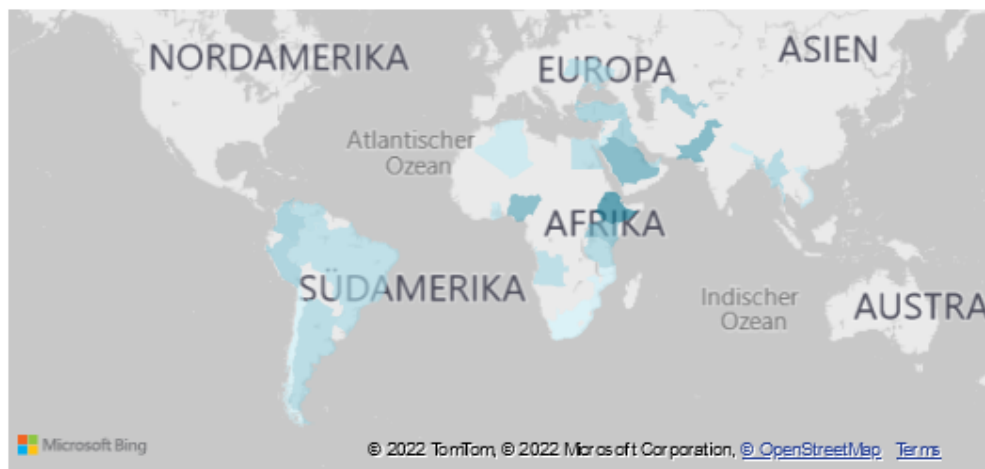 NORDAMERIKA
EUROPA
ASIEN
Atlantischer
Ozean
AFRIKA
SÜDAMERIKA
Indischer
Ozean
AUSTRA
Microsoft Bing
© 2022 TomTom, © 2022 Microsoft Corporation, © OpenStreetMap Terms